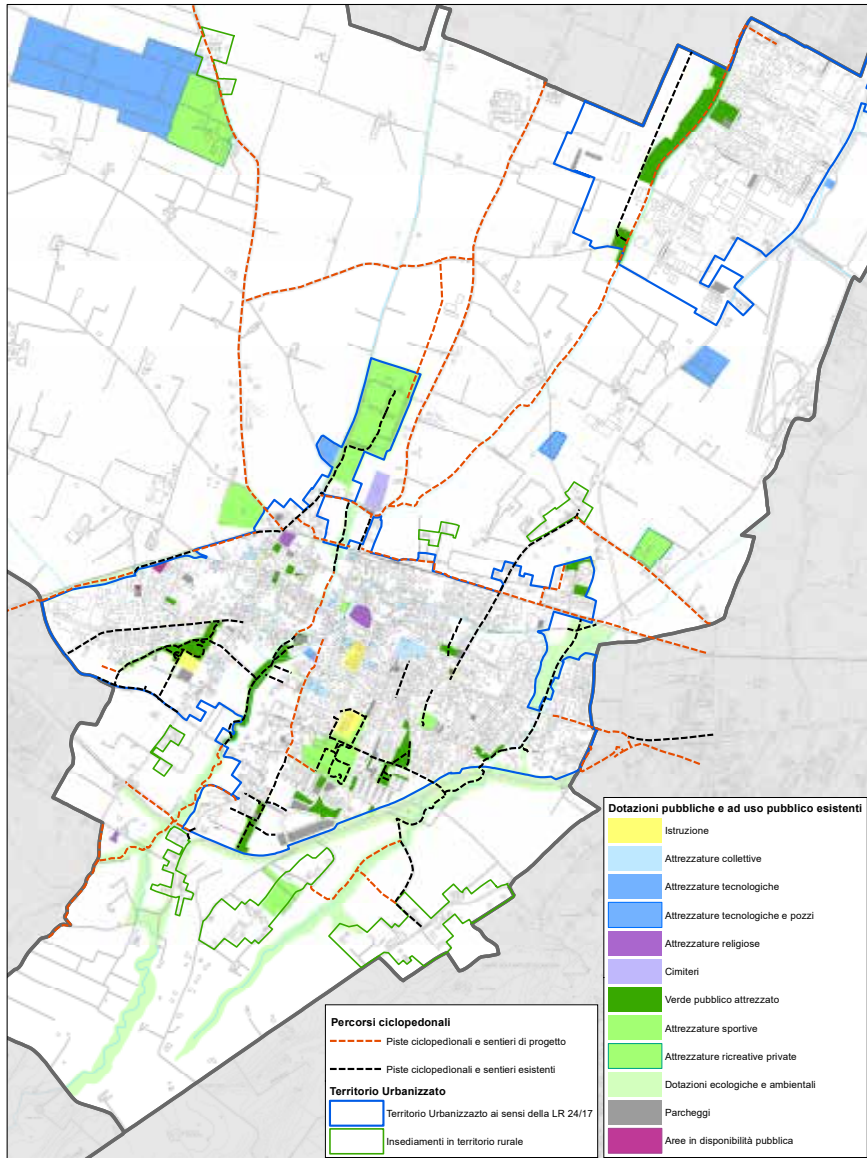 Dotazioni pubbliche e ad uso pubblico esistenti
Istruzione
Attrezzature collettive
Attrezzature tecnologiche
Attrezzature tecnologiche e pozzi
Attrezzature religiose
Cimiteri
Verde pubblico attrezzato
Attrezzature sportive
Attrezzature ricreative private
Dotazioni ecologiche e ambientali
Parcheggi
Aree in disponibilità pubblica
Percorsi ciclopedonali
Piste ciclopedonali e sentieri di progetto
Piste ciclopedonali e sentieri esistenti
Territorio Urbanizzato
Territorio Urbanizzazto ai sensi della LR 24/17
Insediamenti in territorio rurale